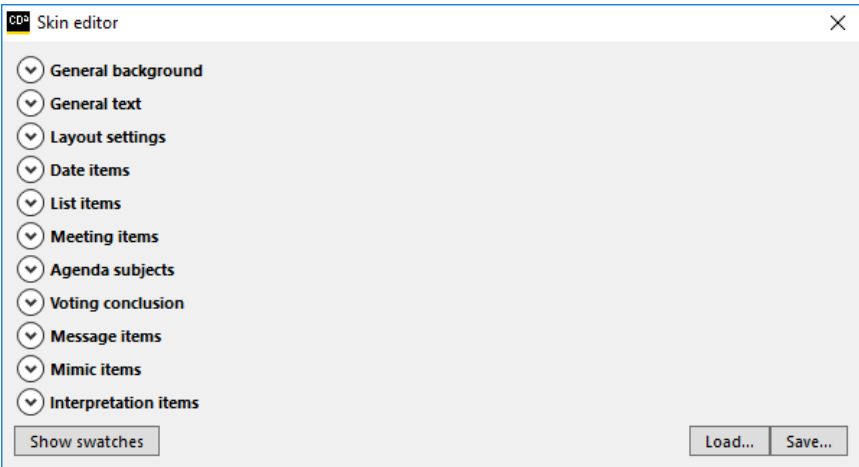 CDa Skin editor
General background
General text
Layout settings
Date items
List items
Meeting items
Agenda subjects
Voting conclusion
Message items
Mimic items
Interpretation items
Show swatches Load... Save...